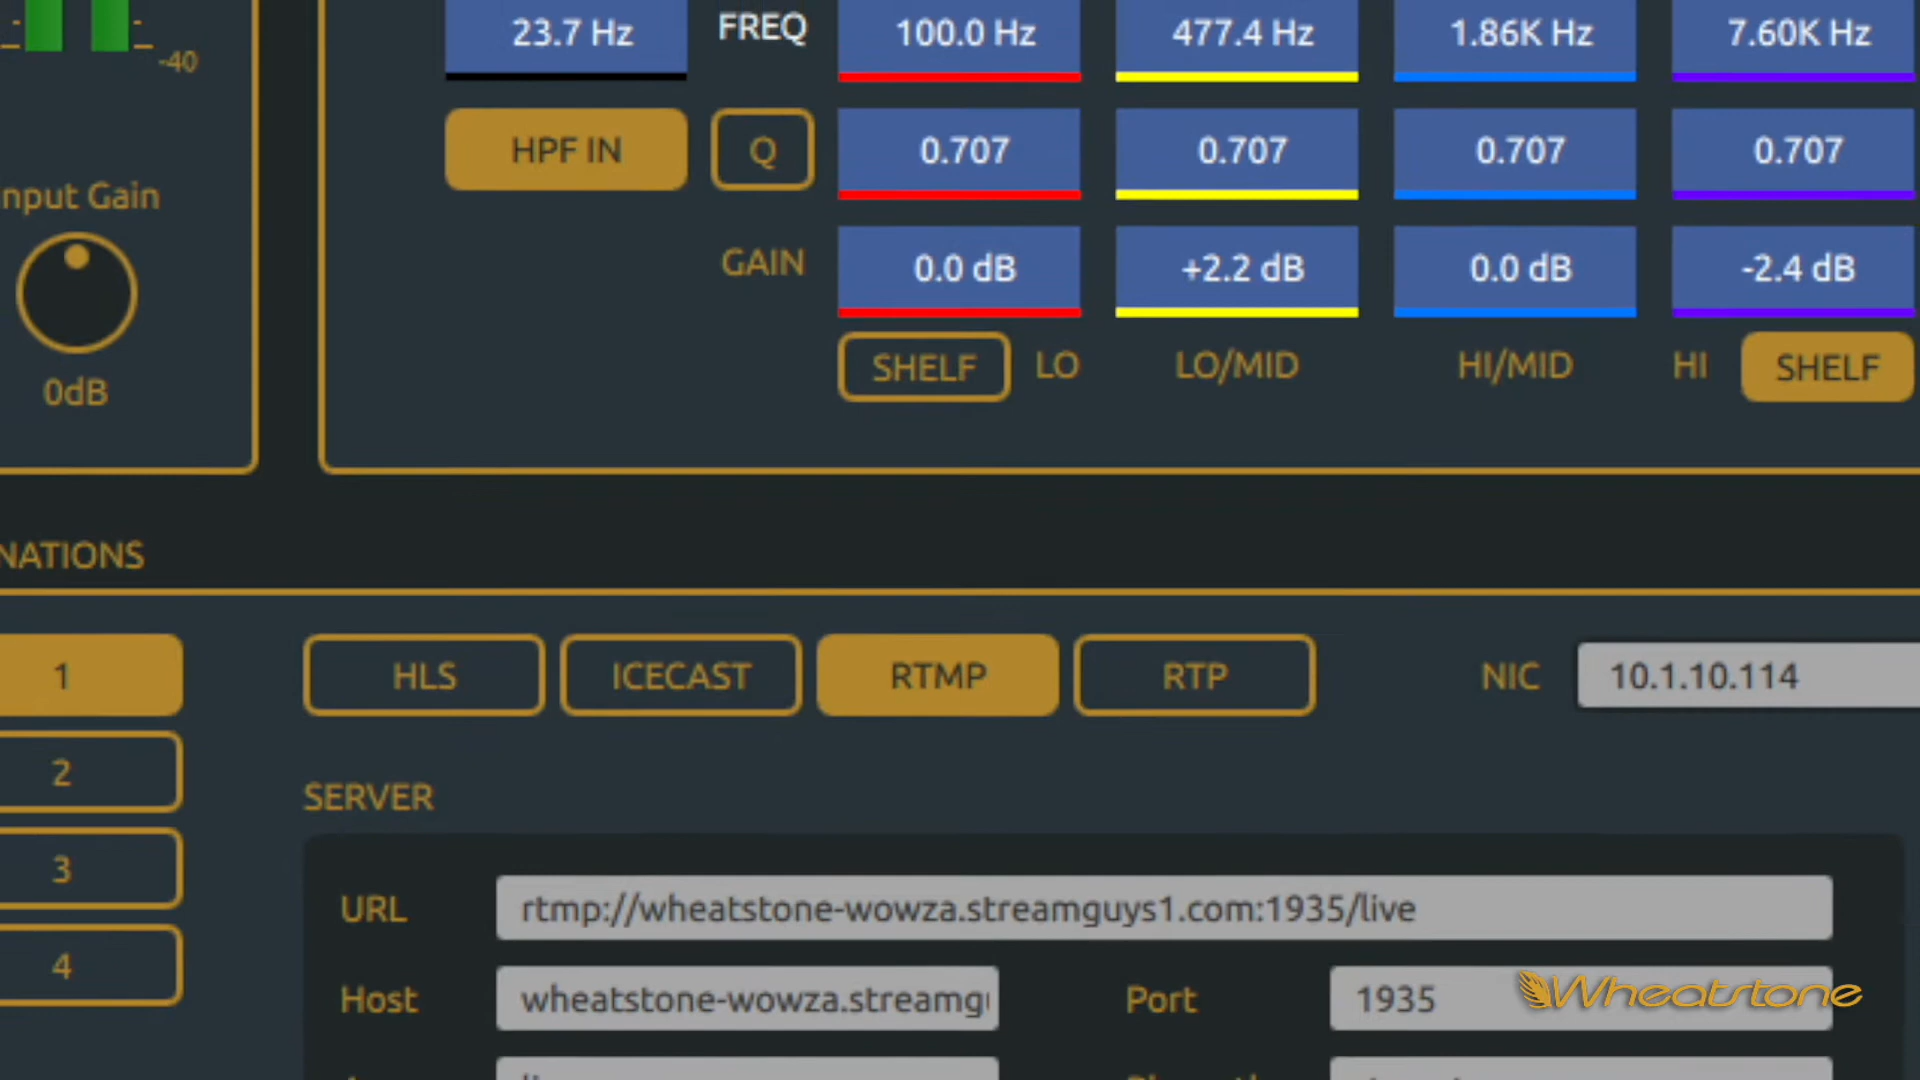 23.7 Hz FREQ 100.0 Hz 477.4 Hz 1.86K Hz 7.60K Hz
-40
HPF IN Q 0.707 0.707 0.707 0.707
nput Gain
GAIN 0.0 dB +2.2 dB 0.0 dB -2.4 dB
0dB
SHELF LO LO/MID HI/MID HI SHELF
NATIONS
1 HLS ICECAST RTMP RTP NIC 10.1.10.114
2
SERVER
3
URL rtmp://wheatstone-wowza.streamguys1.com:1935/live
4
Host wheatstone-wowza.streamg Port 1935
Wheatstone